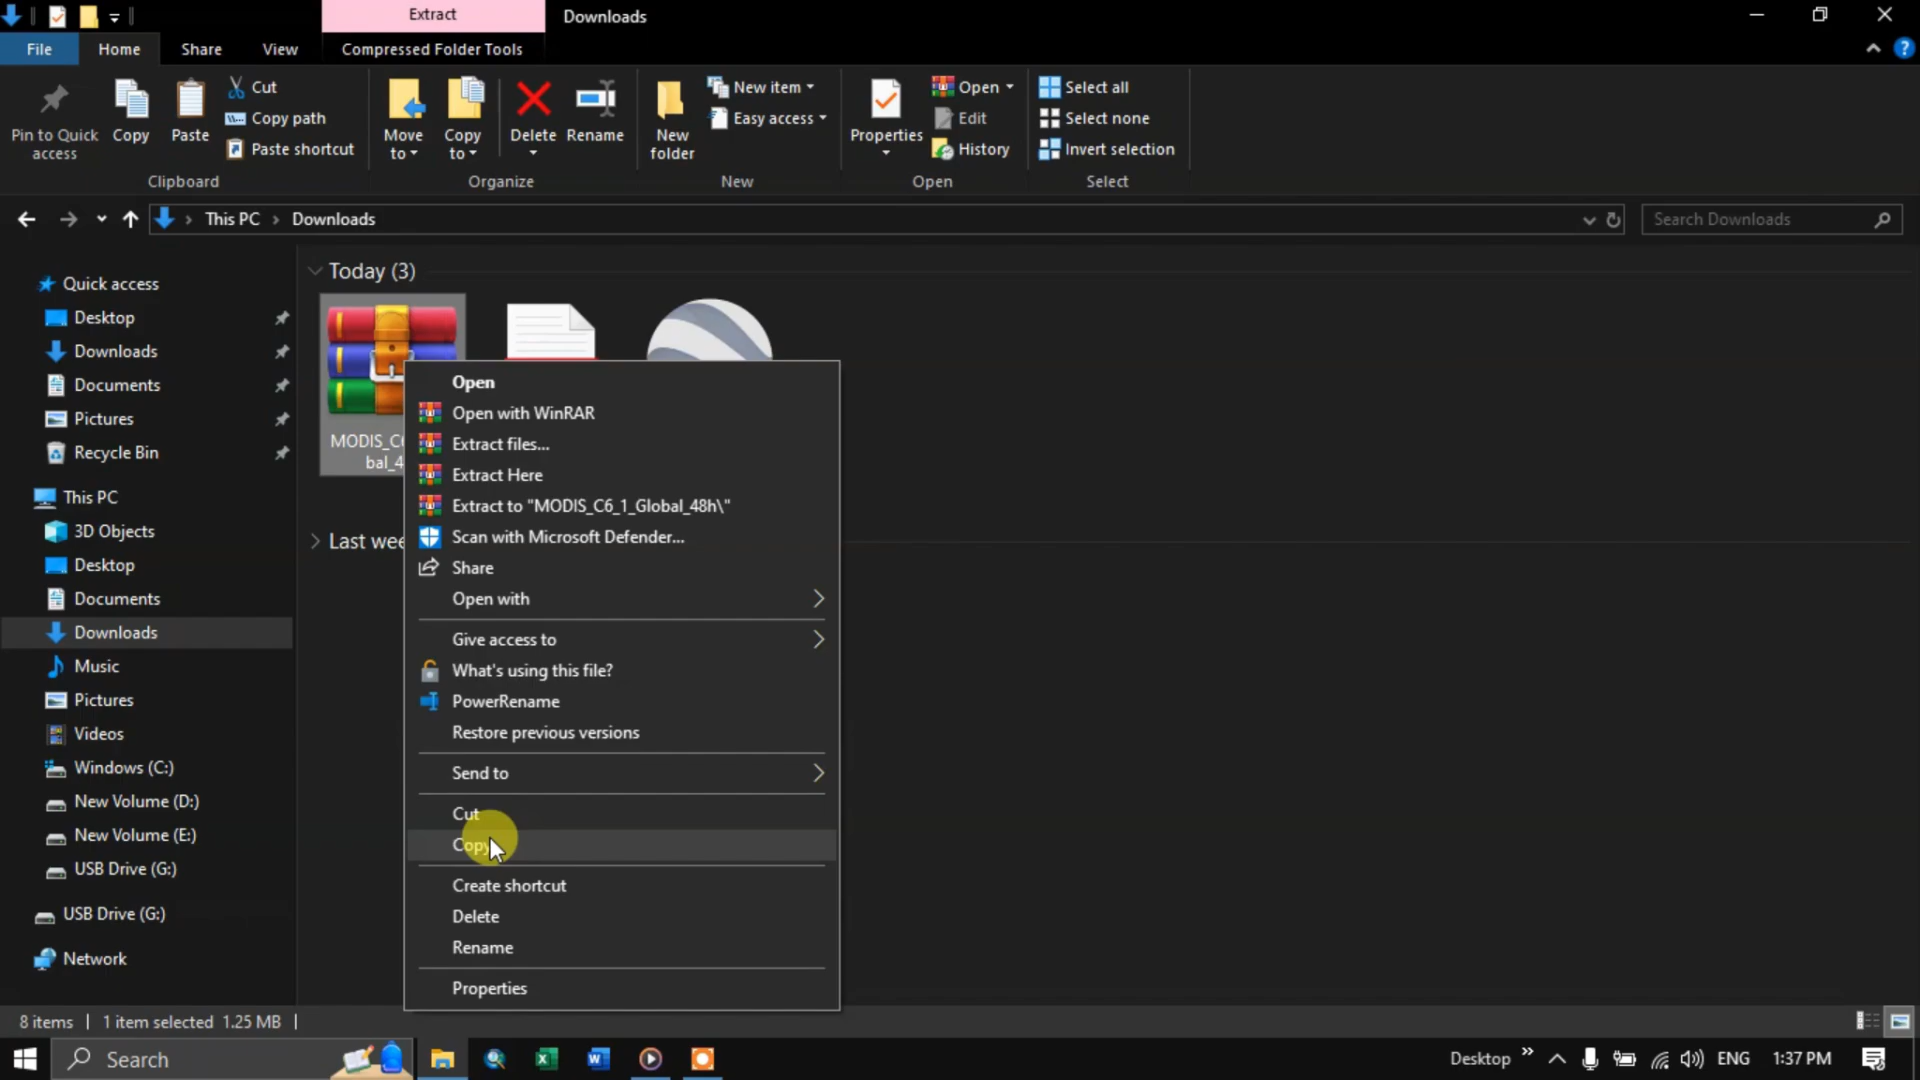 Extract
Downloads
File
Home
Share
View
Compressed Folder Tools
Pin to Quick
access
Copy
Paste
Cut
Copy path
Paste shortcut
Clipboard
Move
to
Copy
to
Delete
Rename
Organize
New
folder
New item
Easy access
New
Properties
Open
Edit
History
Open
Select all
Select none
Invert selection
Select
This PC
Downloads
Search Downloads
Quick access
Desktop
Downloads
Documents
Pictures
Recycle Bin
This PC
3D Objects
Desktop
Documents
Downloads
Music
Pictures
Videos
Windows (C:)
New Volume (D:)
New Volume (E:)
USB Drive (G:)
USB Drive (G:)
Network
Today (3)
MODIS_C6
bal_4
Last wee
Open
Open with WinRAR
Extract files...
Extract Here
Extract to "MODIS_C6_1_Global_48h\"
Scan with Microsoft Defender...
Share
Open with
Give access to
What's using this file?
PowerRename
Restore previous versions
Send to
Cut
Copy
Create shortcut
Delete
Rename
Properties
8 items
1 item selected 1.25 MB
Search
Desktop
ENG
1:37 PM